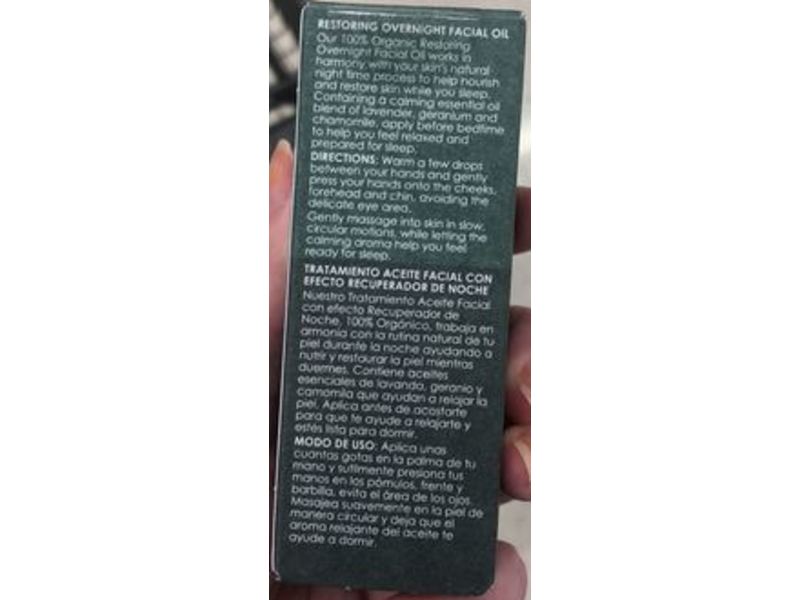 RESTORING OVERNIGHT FACIAL OIL
Our 100% Organic Restoring
Overnight Facial Oil works in
harmony with your skin's natural
night time process to help nourish
and restore skin while you sleep.
Containing a calming essential oil
blend of lavender, geranium and
chamomile, apply before bedtime
to help you feel relaxed and
prepared for sleep.
DIRECTIONS: Warm a few drops
between your hands and gently
press your hands onto the cheeks,
forehead and chin, avoiding the
delicate eye area.
Gently massage into skin in slow,
circular motions, while letting the
calming aroma help you feel
ready for sleep.
TRATAMIENTO ACEITE FACIAL CON
EFECTO RECUPERADOR DE NOCHE
Nuestro Tratamiento Aceite Facial
con efecto Recuperador de
Noche, 100% Orgánico, trabaja en
armonía con la rutina natural de tu
piel durante la noche ayudando a
nutrir y restaurar la piel mientras
duermes. Contiene aceites
esenciales de lavanda, geranio y
camomila que ayudan a relajar la
piel. Aplica antes de acostarte
para que te ayude a relajarte y
estés lista para dormir.
MODO DE USO: Aplica unas
cuantas gotas en la palma de tu
mano y sutilmente presiona tus
manos en los pómulos, frente y
barbilla, evita el área de los ojos.
Masajea suavemente en la piel de
manera circular y deja que el
aroma relajante del aceite te
ayude a dormir.